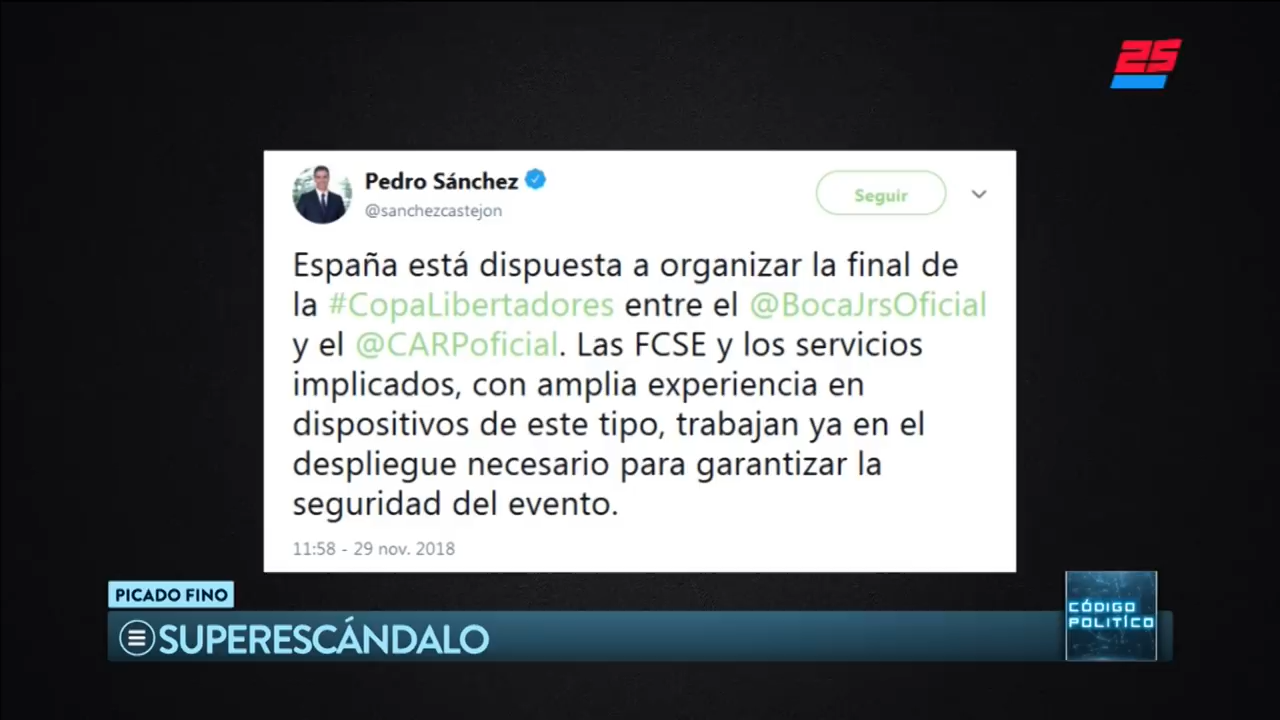 25
Pedro Sánchez
@sanchezcastejon
Seguir
España está dispuesta a organizar la final de
la #CopaLibertadores entre el @BocaJrsOficial
y el @CARPoficial. Las FCSE y los servicios
implicados, con amplia experiencia en
dispositivos de este tipo, trabajan ya en el
despliegue necesario para garantizar la
seguridad del evento.
11:58 - 29 nov. 2018
PICADO FINO
SUPERESCÁNDALO
CÓDIGO
POLITÍCO